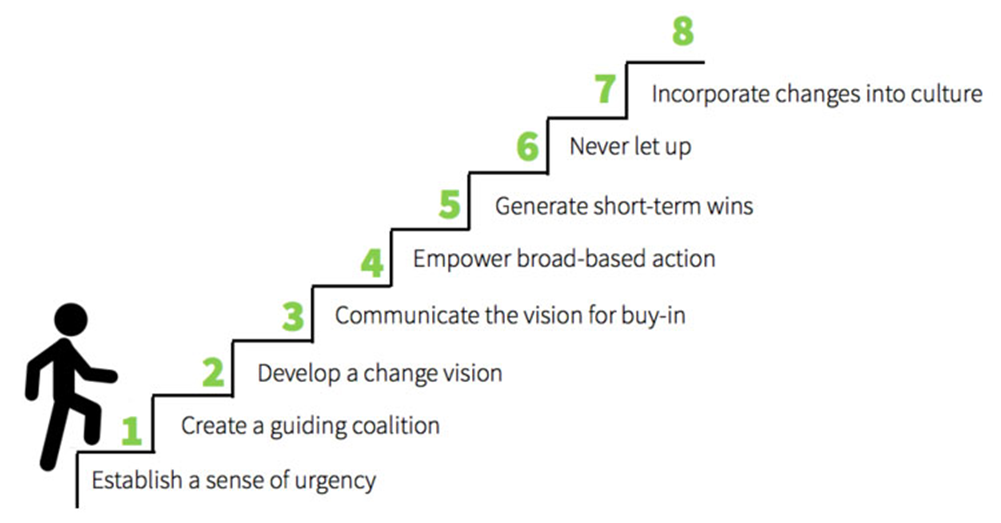 8
7
Incorporate changes into culture
6
Never let up
5
Generate short-term wins
4
Empower broad-based action
3
Communicate the vision for buy-in
2
Develop a change vision
1
Create a guiding coalition
Establish a sense of urgency